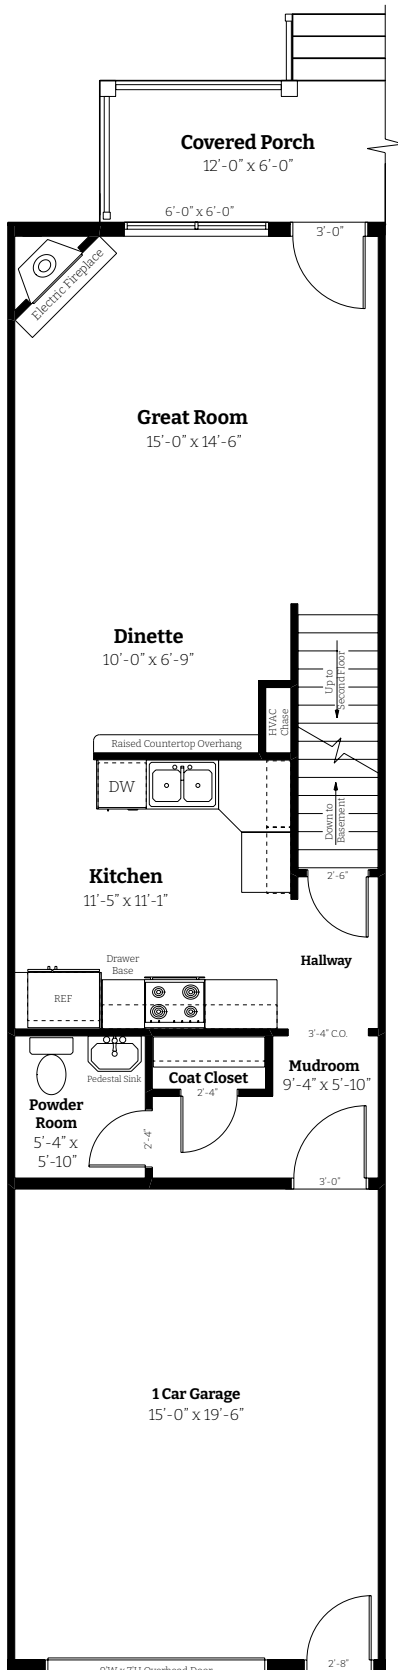 Covered Porch
12'-0" x 6'-0"
6'-0" x 6'-0"
3'-0"
Electric Fireplace
Great Room
15'-0" x 14'-6"
Dinette
10'-0" x 6'-9"
Up to
Second Floor
HVAC
Chase
Raised Countertop Overhang
DW
Down to
Basement
Kitchen
11'-5" x 11'-1"
2'-6"
Drawer
Base
Hallway
REF
3'-4" C.O.
Pedestal Sink
Coat Closet
2'-4"
Mudroom
9'-4" x 5'-10"
Powder
Room
5'-4" x
5'-10"
2'-4"
3'-0"
1 Car Garage
15'-0" x 19'-6"
2'-8"
9'W x 7'H Overhead Door